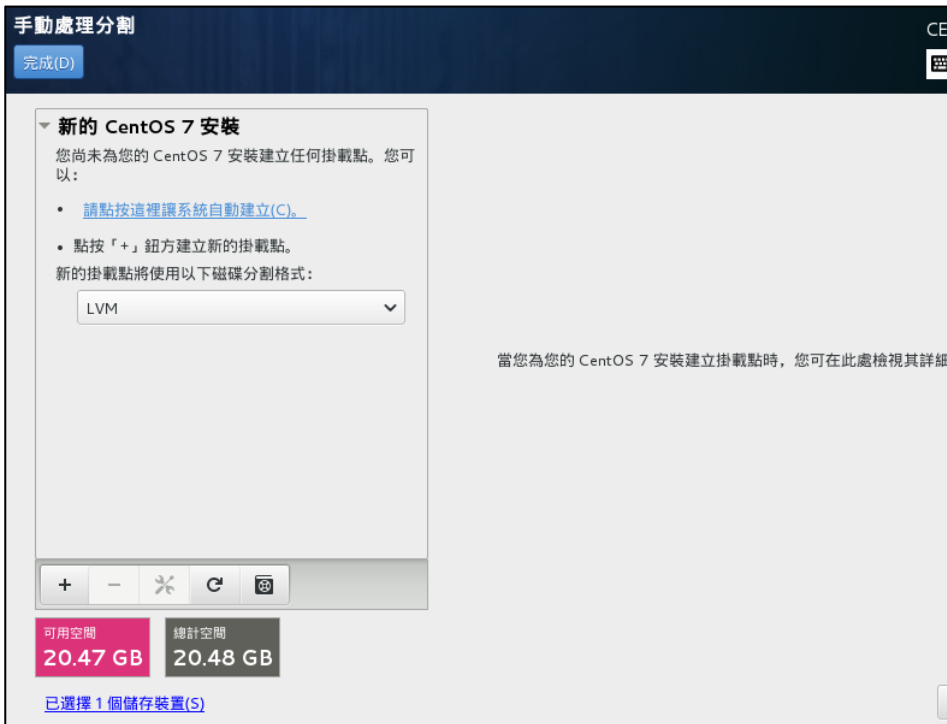 手動處理分割
CE
完成(D)
新的 CentOS 7 安裝
您尚未為您的 CentOS 7 安裝建立任何掛載點。您可
以:
• 請點按這裡讓系統自動建立(C)。
• 點按「+」鈕方建立新的掛載點。
新的掛載點將使用以下磁碟分割格式:
LVM
當您為您的 CentOS 7 安裝建立掛載點時，您可在此處檢視其詳細
可用空間
20.47 GB
總計空間
20.48 GB
已選擇 1 個儲存裝置(S)